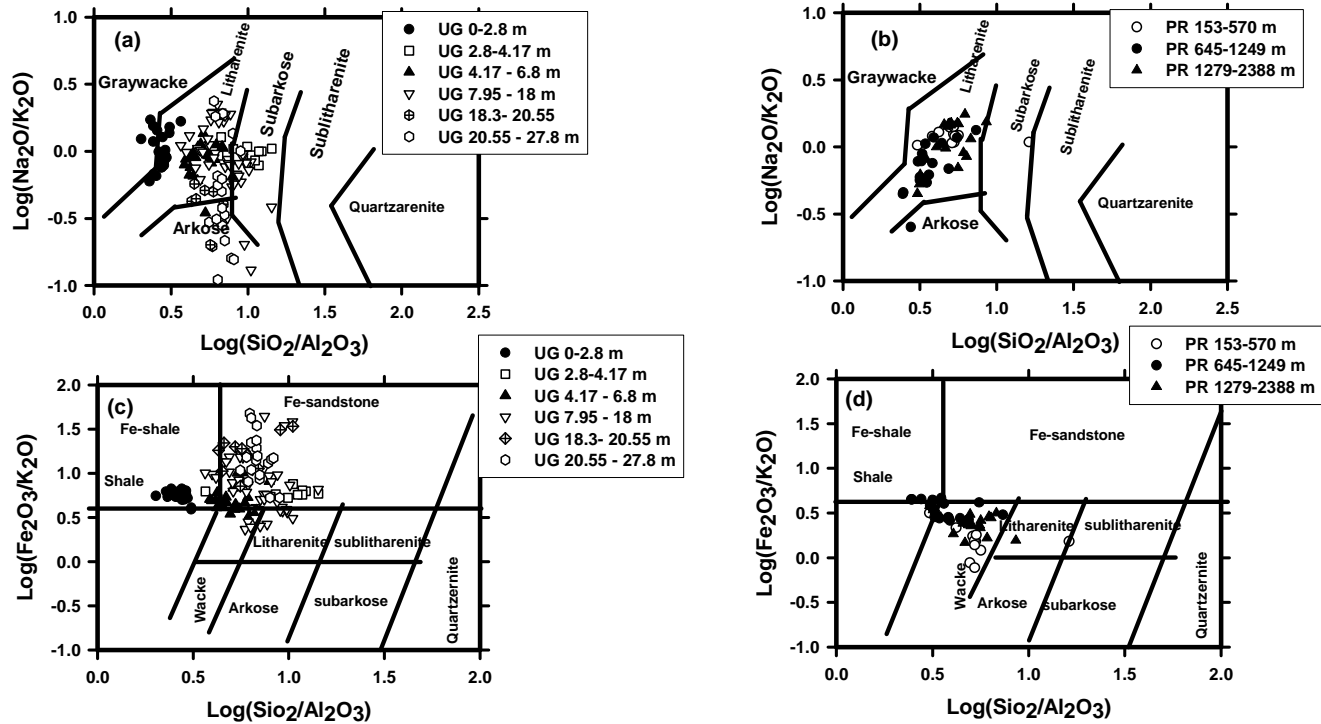 (a)
Graywacke
Litharenite
Subarkose
Sublitharenite
Arkose
Quartzarenite
UG 0-2.8 m
UG 2.8-4.17 m
UG 4.17 - 6.8 m
UG 7.95 - 18 m
UG 18.3- 20.55
UG 20.55 - 27.8 m
Log(Na2O/K2O)
1.0
0.5
0.0
-0.5
-1.0
0.0 0.5 1.0 1.5 2.0 2.5
Log(SiO2/Al2O3)
(b)
Graywacke
Litharenite
Subarkose
Sublitharenite
Arkose
Quartzarenite
PR 153-570 m
PR 645-1249 m
PR 1279-2388 m
Log(Na2O/K2O)
1.0
0.5
0.0
-0.5
-1.0
0.0 0.5 1.0 1.5 2.0 2.5
Log(SiO2/Al2O3)
(c)
Fe-shale
Fe-sandstone
Shale
Litharenite
sublitharenite
Wacke
Arkose
subarkose
Quartzernite
UG 0-2.8 m
UG 2.8-4.17 m
UG 4.17 - 6.8 m
UG 7.95 - 18 m
UG 18.3- 20.55 m
UG 20.55 - 27.8 m
Log(Fe2O3/K2O)
2.0
1.5
1.0
0.5
0.0
-0.5
-1.0
0.0 0.5 1.0 1.5 2.0
Log(Sio2/Al2O3)
(d)
Fe-shale
Fe-sandstone
Shale
Litharenite
sublitharenite
Wacke
Arkose
subarkose
Quartzarenite
PR 153-570 m
PR 645-1249 m
PR 1279-2388 m
Log(Fe2O3/K2O)
2.0
1.5
1.0
0.5
0.0
-0.5
-1.0
0.0 0.5 1.0 1.5 2.0
Log(Sio2/Al2O3)